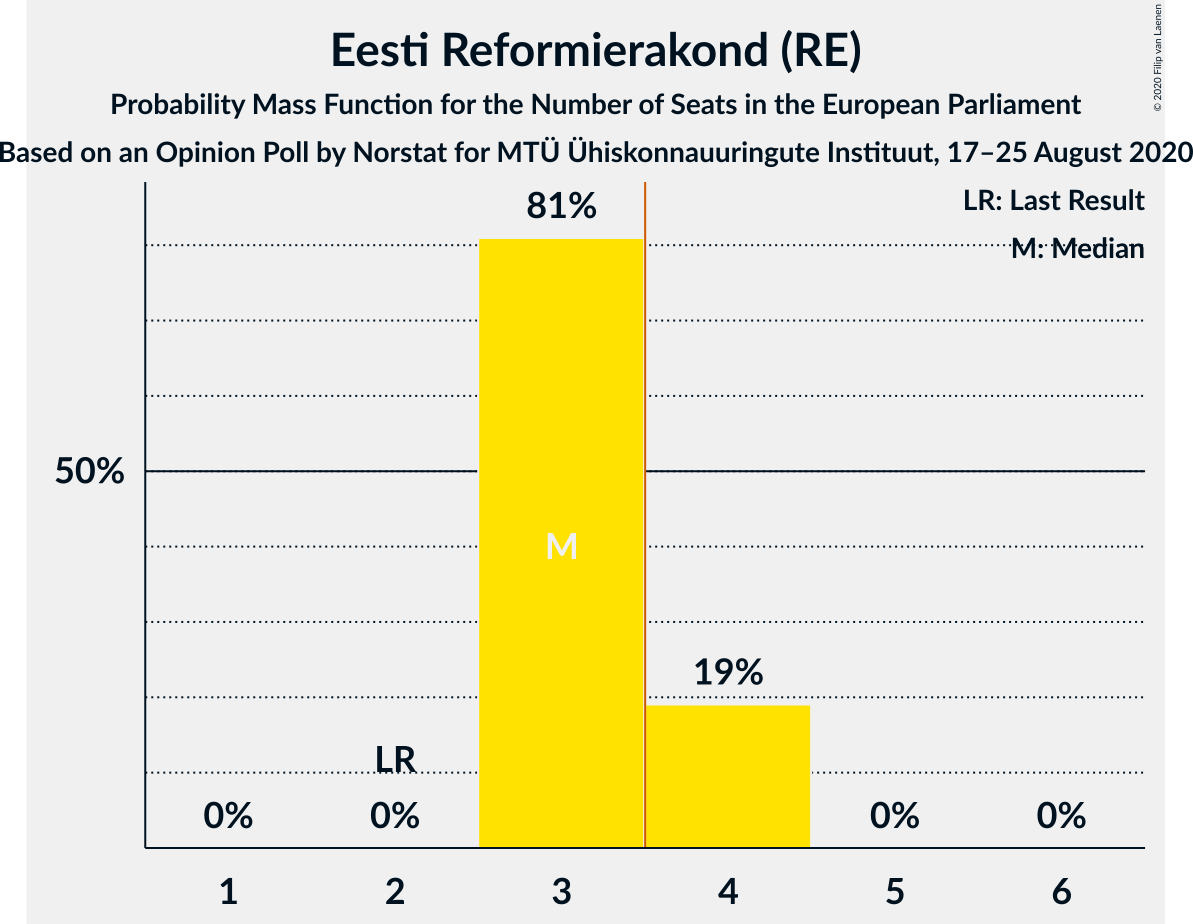 Eesti Reformierakond (RE)
Probability Mass Function for the Number of Seats in the European Parliament
Based on an Opinion Poll by Norstat for MTÜ Ühiskonnauuringute Instituut, 17–25 August 2020
© 2020 Filip van Laenen
LR: Last Result
M: Median
81%
50%
M
19%
LR
0%
0%
0%
0%
1
2
3
4
5
6